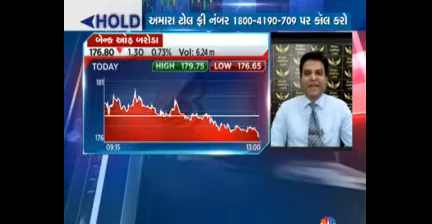 HOLD
અમારા ટોલ ફ્રી નંબર 1800-4190-709 પર કૉલ કરો
બેન્ક ઓફ બરોડા
176.80 1.30 0.73% Vol: 6.24 m
TODAY HIGH 179.75 LOW 176.65
181
176
09:15 13:00